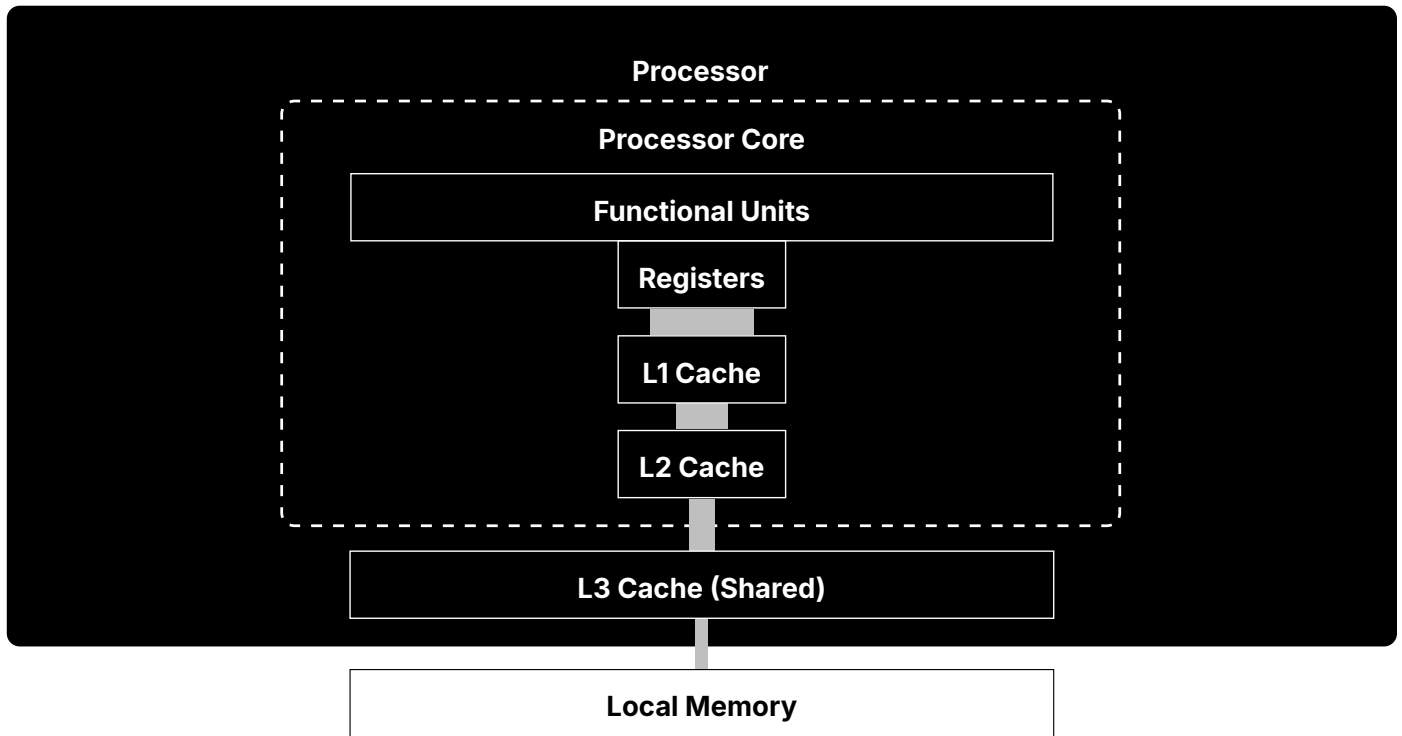 Processor
Processor Core
Functional Units
Registers
L1 Cache
L2 Cache
L3 Cache (Shared)
Local Memory